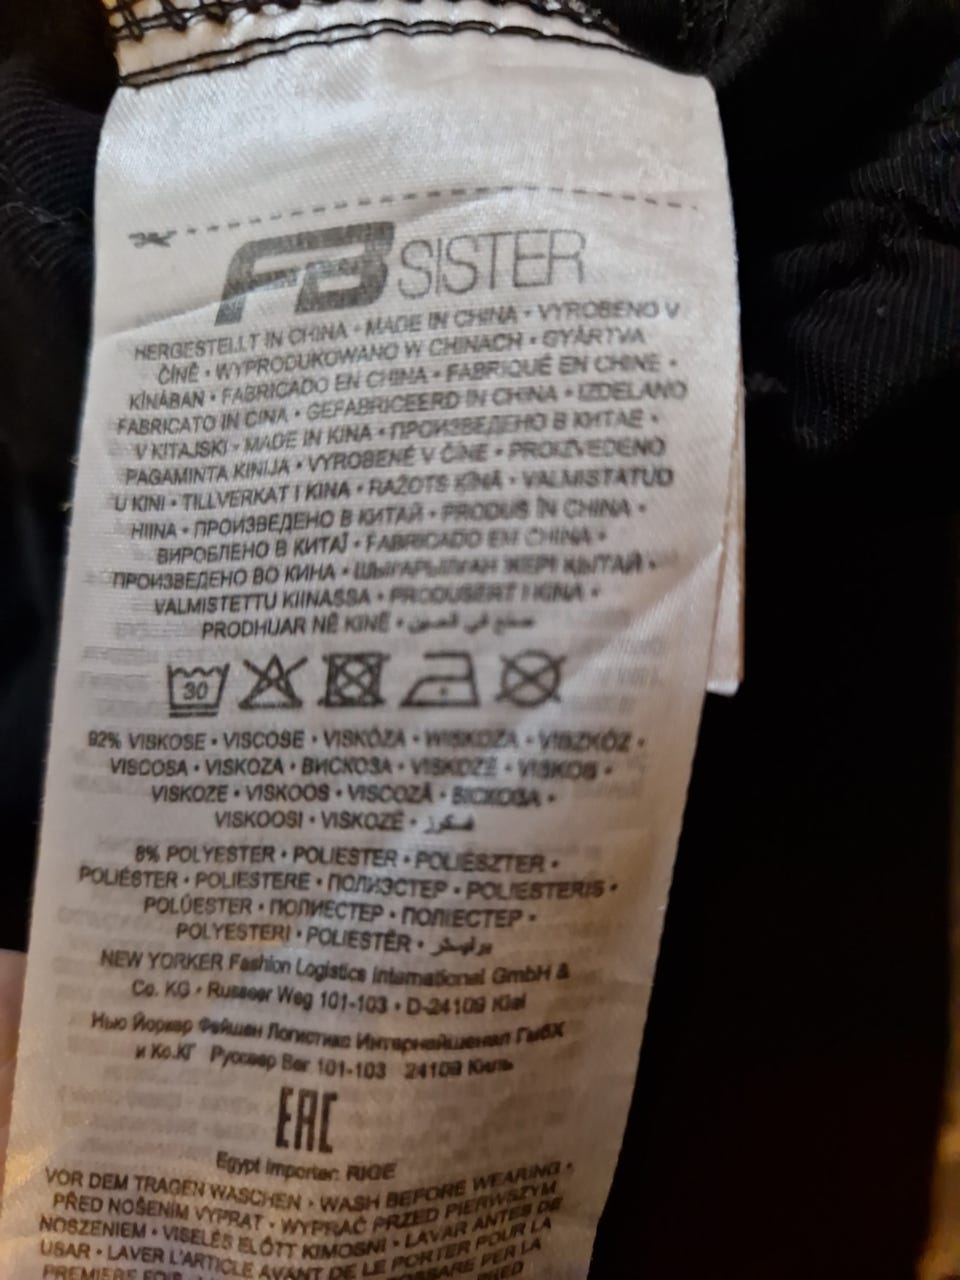 FB SISTER
HERGESTELLT IN CHINA • MADE IN CHINA • VYROBENO V
ČÍNĚ • WYPRODUKOWANO W CHINACH • GYÁRTVA
KÍNÁBAN • FABRICADO EN CHINA • FABRIQUÉ EN CHINE •
FABRICATO IN CINA • GEFABRICEERD IN CHINA • IZDELANO
V KITAJSKI • MADE IN KINA • ПРОИЗВЕДЕНО В КИТАЕ •
PAGAMINTA KINIJA • VYROBENÉ V ČÍNE • PROIZVEDENO
U KINI • TILLVERKAT I KINA • RAŽOTS ĶĪNĀ • VALMISTATUD
HIINA • ПРОИЗВЕДЕНО В КИТАЙ • PRODUS ÎN CHINA •
ВИРОБЛЕНО В КИТАЇ • FABRICADO EM CHINA •
ПРОИЗВЕДЕНО ВО КИНА • ШЫҒАРЫЛҒАН ЖЕРІ ҚЫТАЙ •
VALMISTETTU KIINASSA • PRODUSERT I KINA •
PRODHUAR NË KINË • صنع في الصين
30
92% VISKOSE • VISCOSE • VISKÓZA • WISKOZA • VISZKÓZ •
VISCOSA • VISKOZA • ВИСКОЗА • VISKOZĖ • VISKOS •
VISKOZE • VISKOOS • VISCOZĂ • ВІСКОЗА •
VISKOOSI • VISKOZË • فسكوز
8% POLYESTER • POLIESTER • POLIÉSZTER •
POLIÉSTER • POLIESTERE • ПОЛИЭСТЕР • POLIESTERIS •
POLÜESTER • ПОЛИЕСТЕР • ПОЛІЕСТЕР •
POLYESTERI • POLIESTËR • بوليستر
NEW YORKER Fashion Logistics International GmbH &
Co. KG • Russeer Weg 101-103 • D-24109 Kiel
Нью Йоркер Фейшен Логистикс Интернейшенал ГмбХ
и Ко.КГ Руссеер Вег 101-103 24109 Киль
EAC
Egypt Importer: RIGE
VOR DEM TRAGEN WASCHEN • WASH BEFORE WEARING •
PŘED NOŠENÍM VYPRAT • WYPRAĆ PRZED PIERWSZYM
NOSZENIEM • VISELÉS ELŐTT KIMOSNI • LAVAR ANTES DE
USAR • LAVER L'ARTICLE AVANT DE LE PORTER POUR LA
PREMIERE FOIS